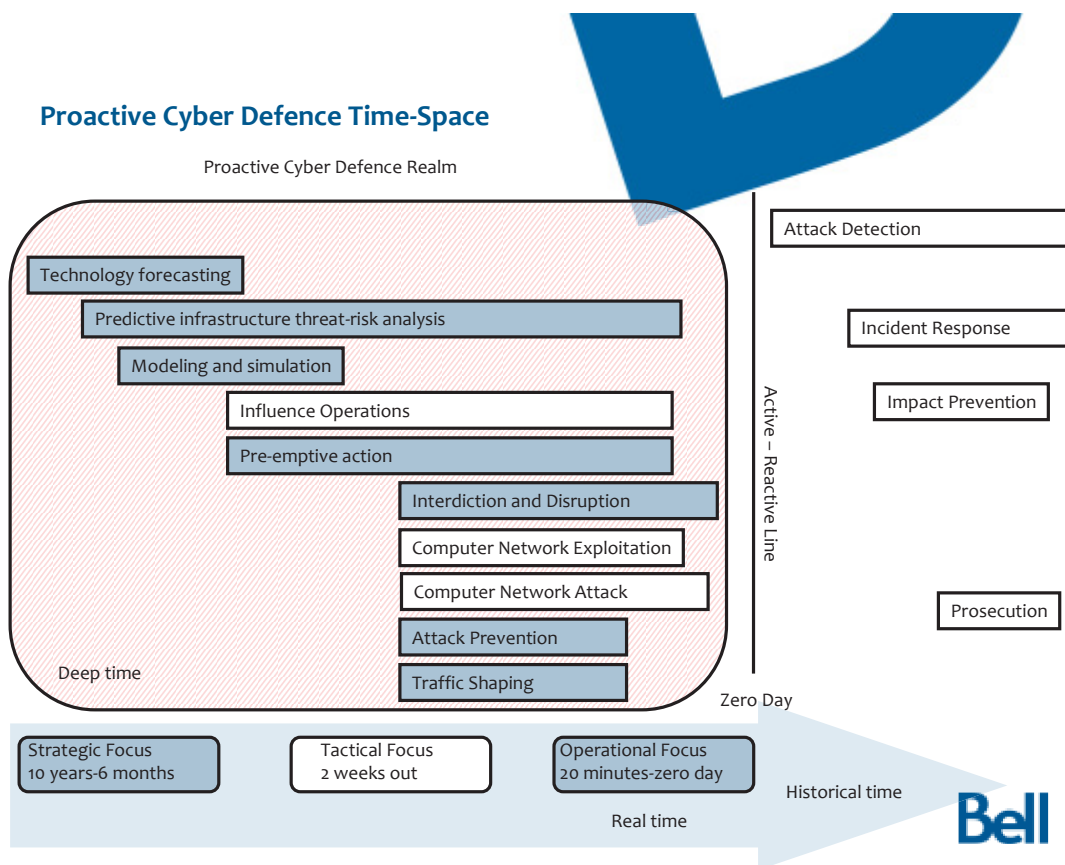 Proactive Cyber Defence Time-Space
Proactive Cyber Defence Realm
Technology forecasting
Predictive infrastructure threat-risk analysis
Modeling and simulation
Influence Operations
Pre-emptive action
Interdiction and Disruption
Computer Network Exploitation
Computer Network Attack
Attack Prevention
Traffic Shaping
Deep time
Active – Reactive Line
Attack Detection
Incident Response
Impact Prevention
Prosecution
Zero Day
Strategic Focus
10 years-6 months
Tactical Focus
2 weeks out
Operational Focus
20 minutes-zero day
Historical time
Real time
Bell